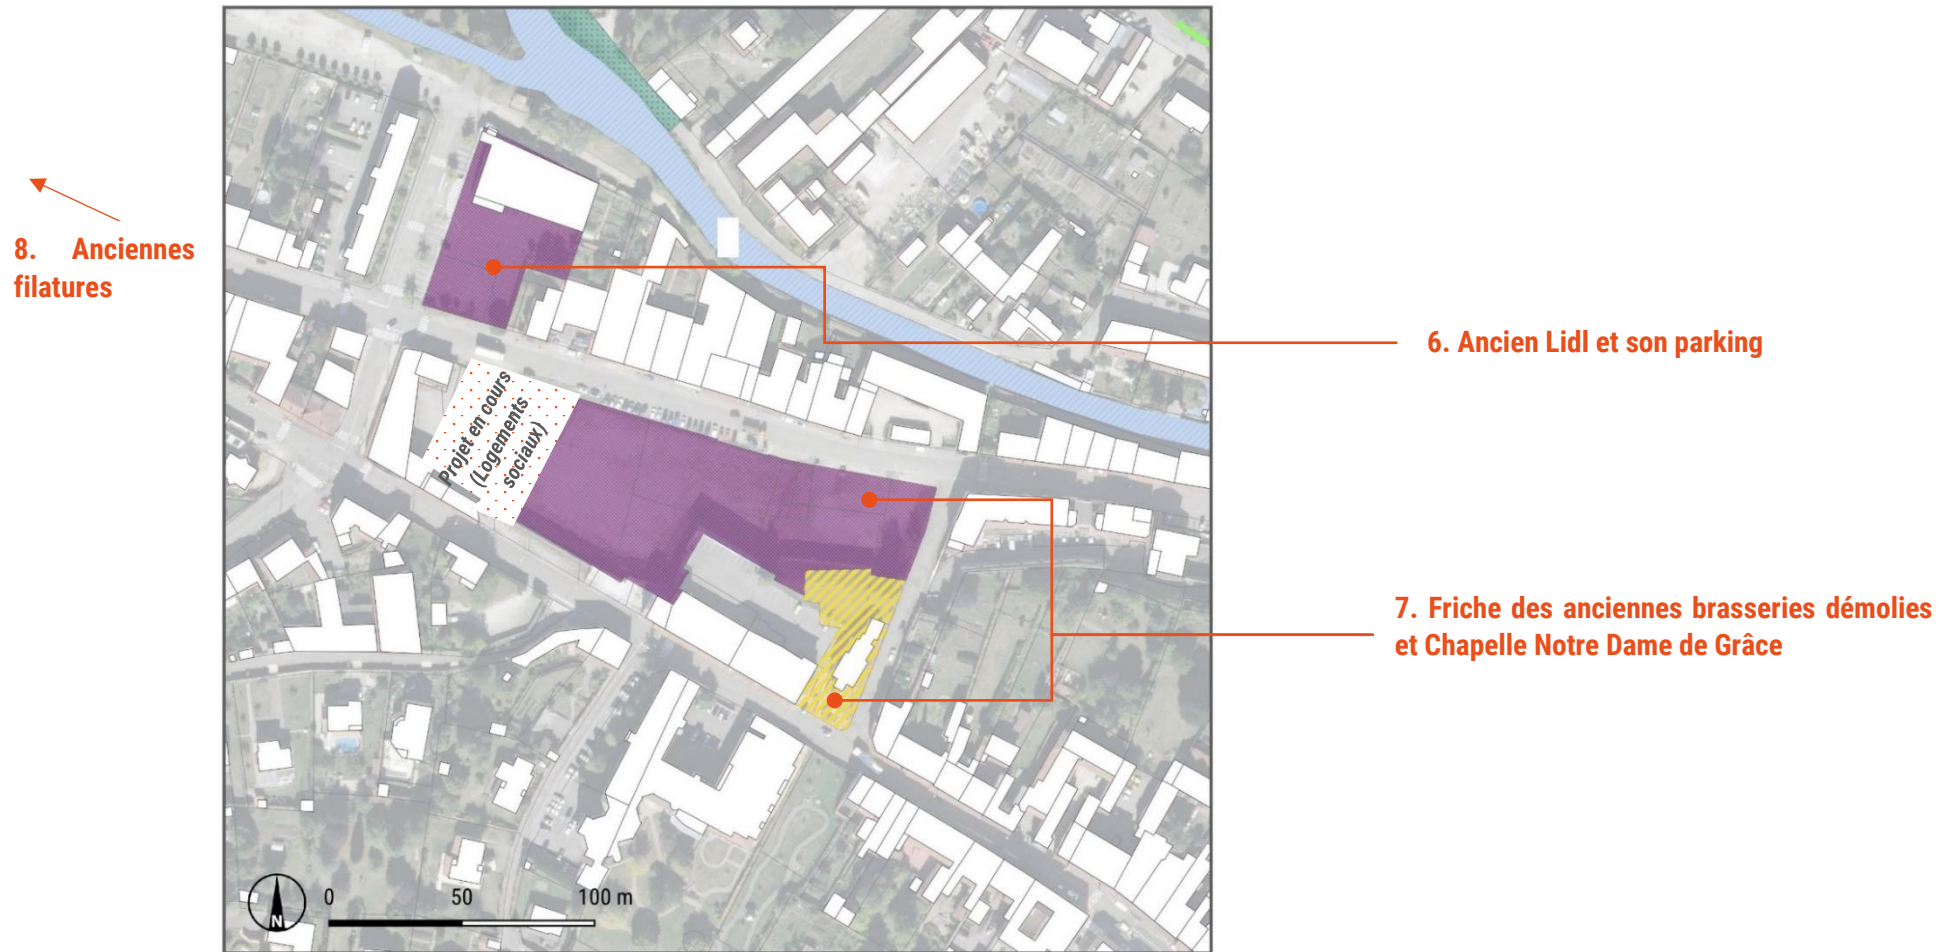 8. Anciennes
filatures
6. Ancien Lidl et son parking
Projet en cours
(Logements
sociaux)
7. Friche des anciennes brasseries démolies
et Chapelle Notre Dame de Grâce
N
0 50 100 m